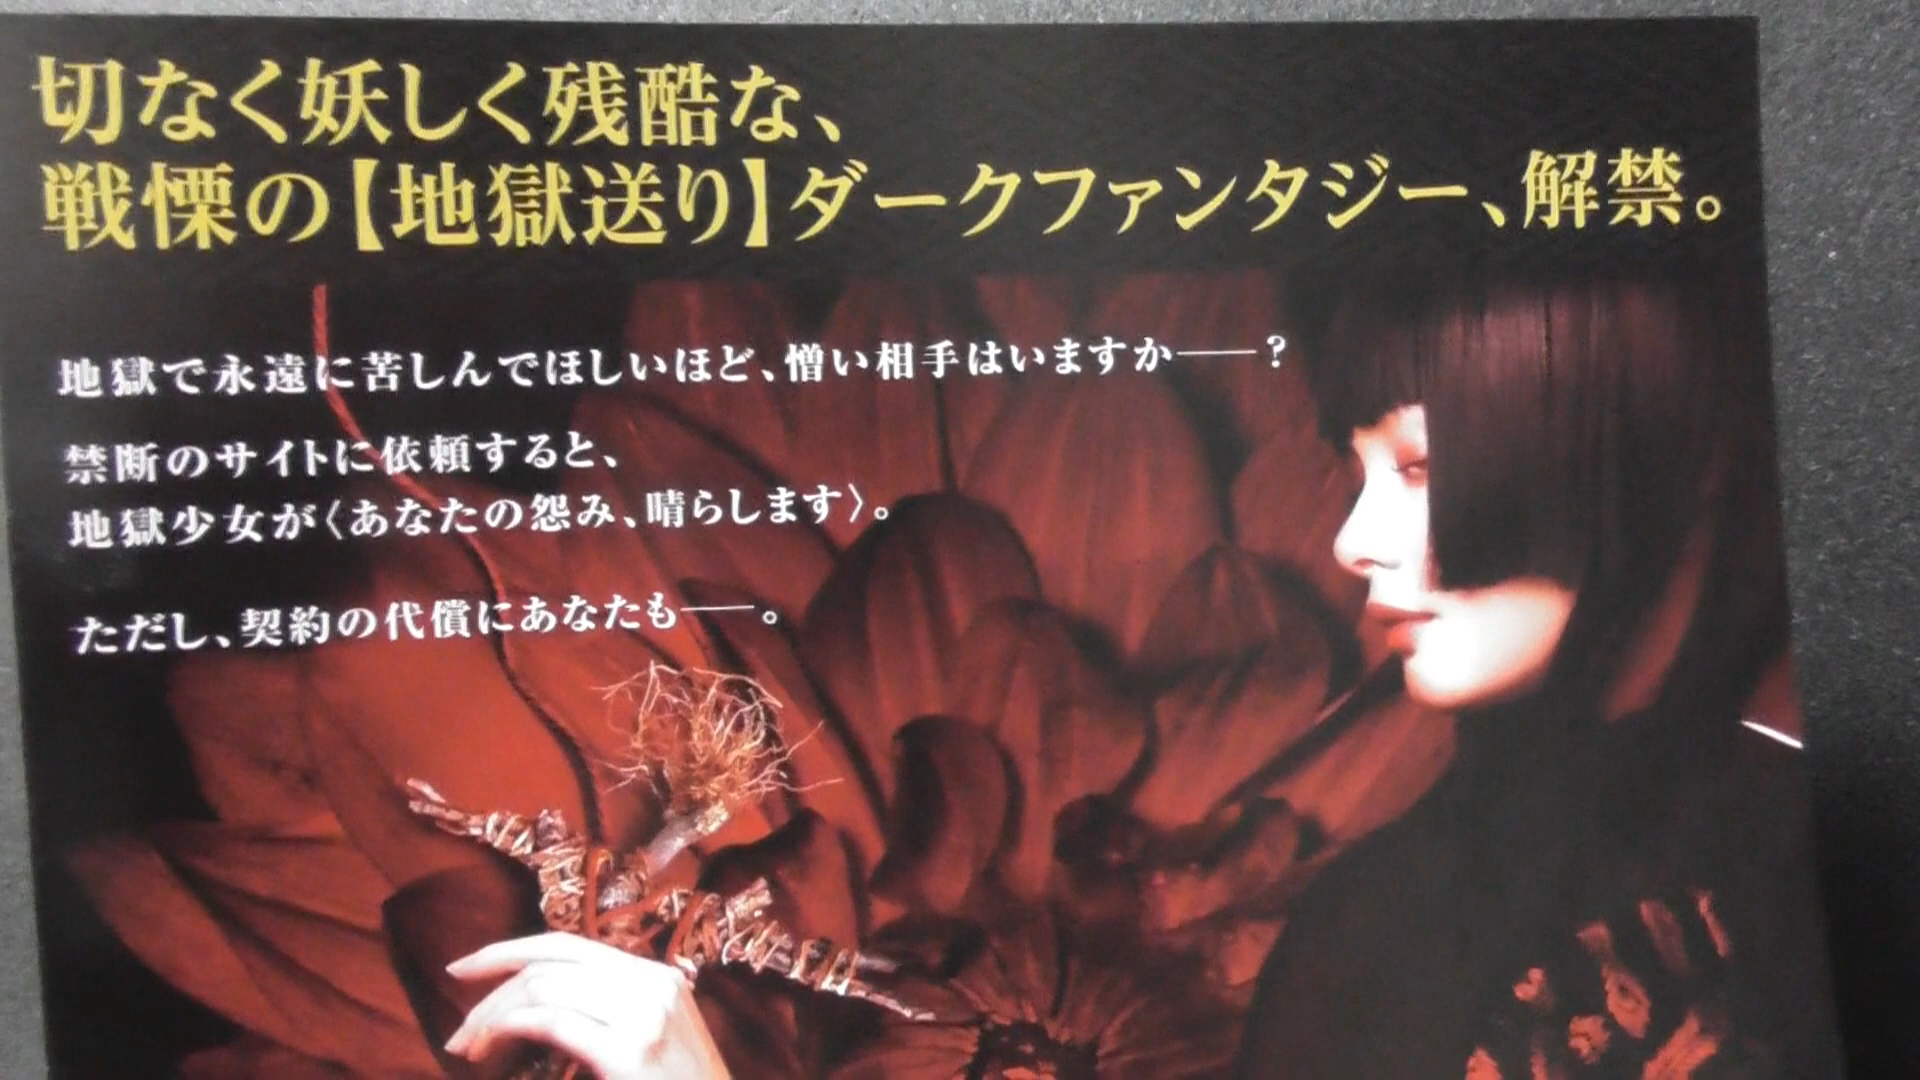 切なく妖しく残酷な、
戦慄の【地獄送り】ダークファンタジー、解禁。
地獄で永遠に苦しんでほしいほど、憎い相手はいますか――？
禁断のサイトに依頼すると、
地獄少女が〈あなたの怨み、晴らします〉。
ただし、契約の代償にあなたも――。